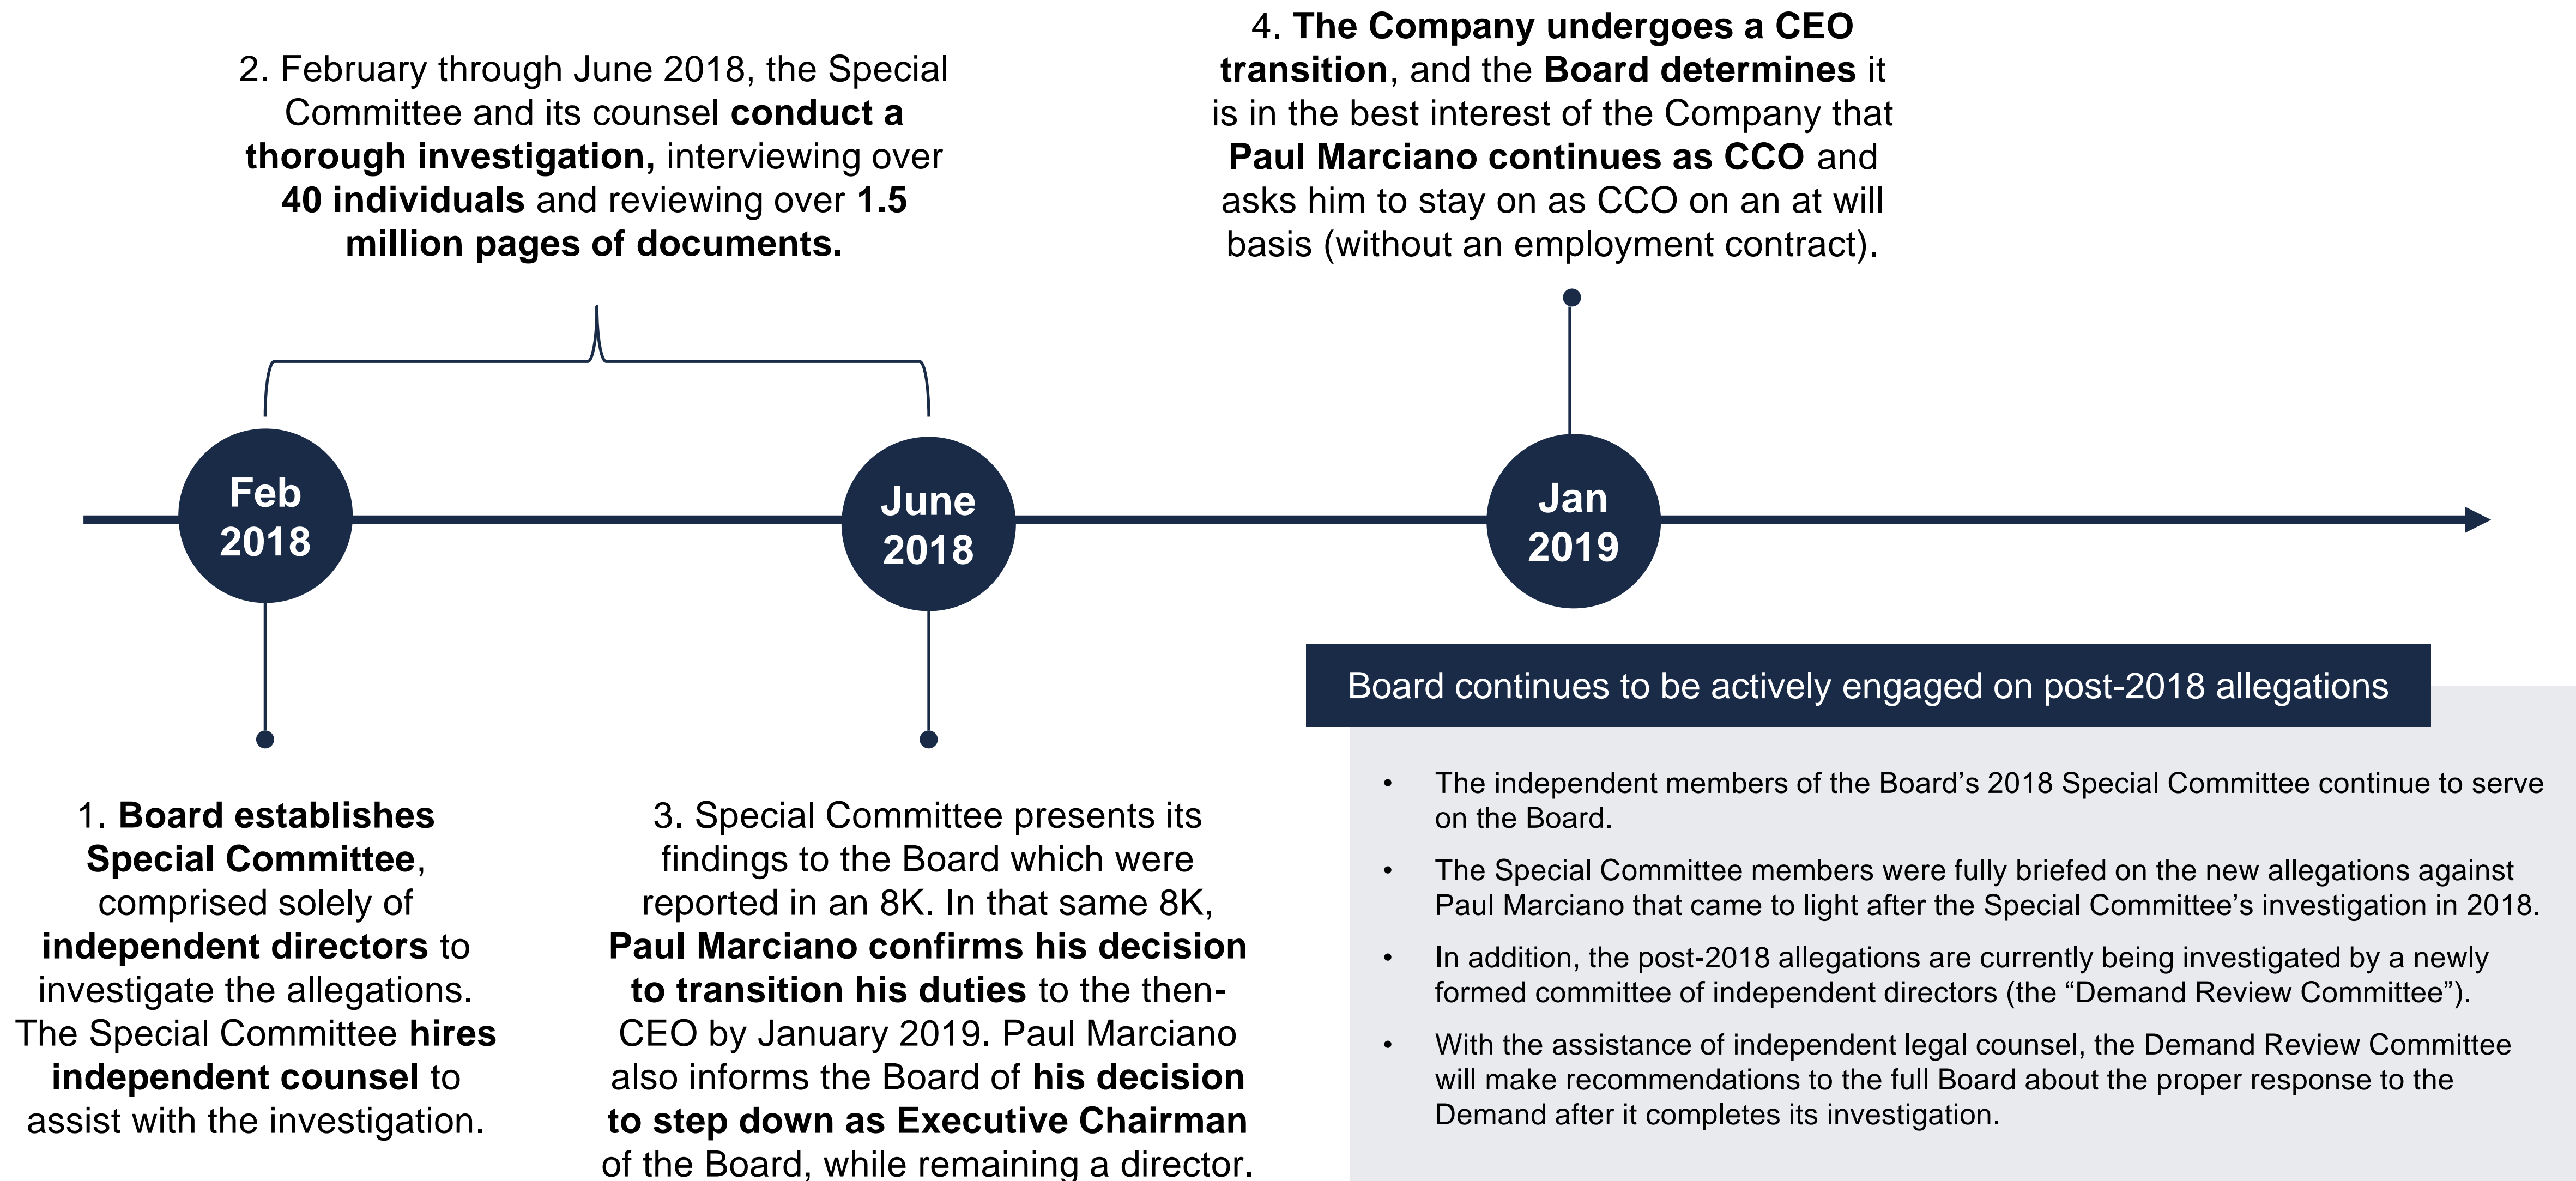 4. The Company undergoes a CEO
transition, and the Board determines it
is in the best interest of the Company that
Paul Marciano continues as CCO and
asks him to stay on as CCO on an at will
basis (without an employment contract).
2. February through June 2018, the Special
Committee and its counsel conduct a
thorough investigation, interviewing over
40 individuals and reviewing over 1.5
million pages of documents.
Feb
2018
June
2018
Jan
2019
1. Board establishes
Special Committee,
comprised solely of
independent directors to
investigate the allegations.
The Special Committee hires
independent counsel to
assist with the investigation.
3. Special Committee presents its
findings to the Board which were
reported in an 8K. In that same 8K,
Paul Marciano confirms his decision
to transition his duties to the then-
CEO by January 2019. Paul Marciano
also informs the Board of his decision
to step down as Executive Chairman
of the Board, while remaining a director.
Board continues to be actively engaged on post-2018 allegations
• The independent members of the Board’s 2018 Special Committee continue to serve
on the Board.
• The Special Committee members were fully briefed on the new allegations against
Paul Marciano that came to light after the Special Committee’s investigation in 2018.
• In addition, the post-2018 allegations are currently being investigated by a newly
formed committee of independent directors (the “Demand Review Committee”).
• With the assistance of independent legal counsel, the Demand Review Committee
will make recommendations to the full Board about the proper response to the
Demand after it completes its investigation.